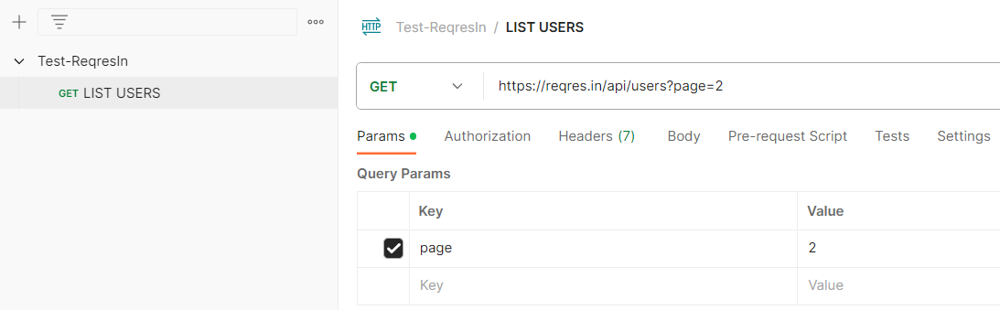 Test-ReqresIn
GET LIST USERS
HTTP Test-ReqresIn / LIST USERS
GET https://reqres.in/api/users?page=2
Params Authorization Headers (7) Body Pre-request Script Tests Settings
Query Params
Key Value
page 2
Key Value